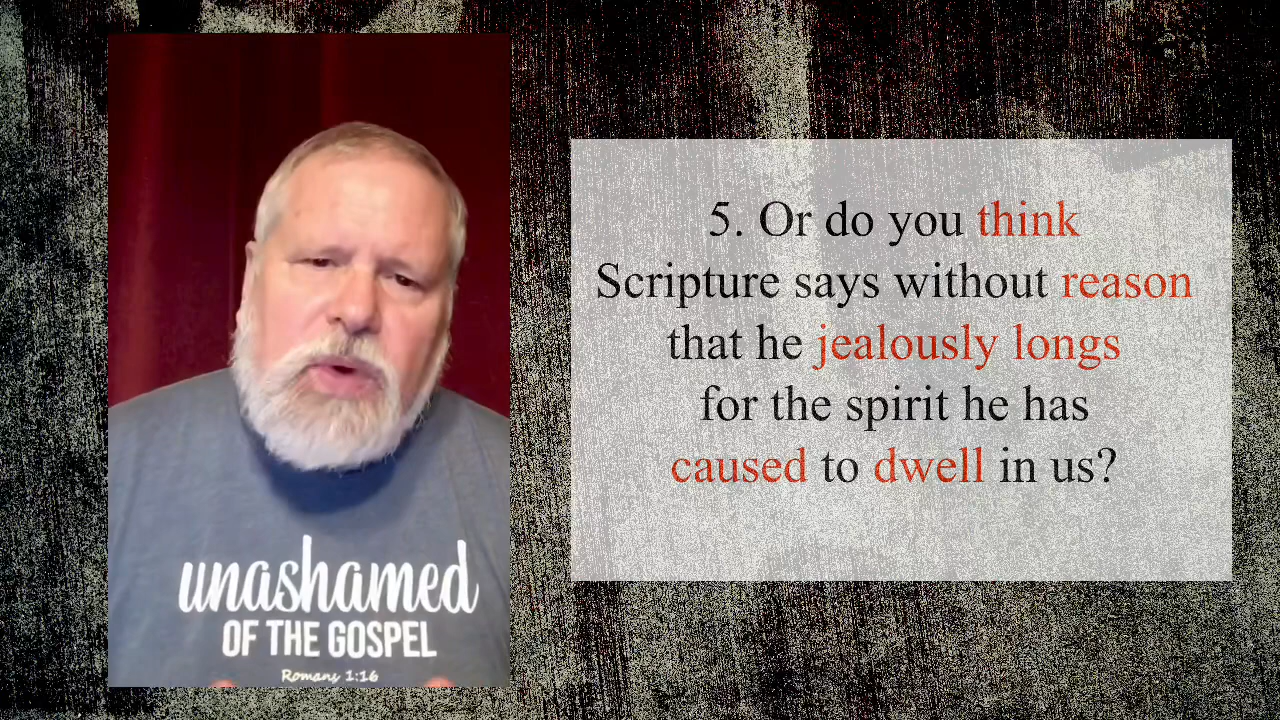 5. Or do you think
Scripture says without reason
that he jealously longs
for the spirit he has
caused to dwell in us?
unashamed
OF THE GOSPEL
Romans 1:16